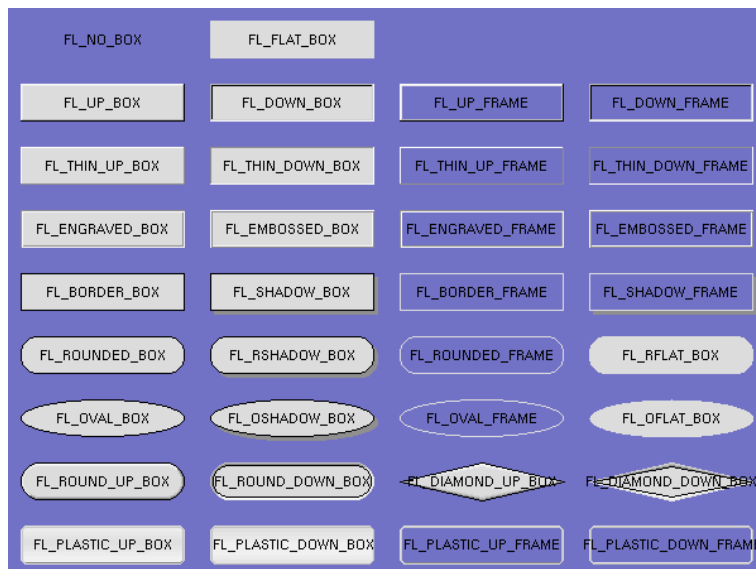 FL_NO_BOX FL_FLAT_BOX
FL_UP_BOX FL_DOWN_BOX FL_UP_FRAME FL_DOWN_FRAME
FL_THIN_UP_BOX FL_THIN_DOWN_BOX FL_THIN_UP_FRAME FL_THIN_DOWN_FRAME
FL_ENGRAVED_BOX FL_EMBOSSED_BOX FL_ENGRAVED_FRAME FL_EMBOSSED_FRAME
FL_BORDER_BOX FL_SHADOW_BOX FL_BORDER_FRAME FL_SHADOW_FRAME
FL_ROUNDED_BOX FL_RSHADOW_BOX FL_ROUNDED_FRAME FL_RFLAT_BOX
FL_OVAL_BOX FL_OSHADOW_BOX FL_OVAL_FRAME FL_OFLAT_BOX
FL_ROUND_UP_BOX FL_ROUND_DOWN_BOX FL_DIAMOND_UP_BOX FL_DIAMOND_DOWN_BOX
FL_PLASTIC_UP_BOX FL_PLASTIC_DOWN_BOX FL_PLASTIC_UP_FRAME FL_PLASTIC_DOWN_FRAME